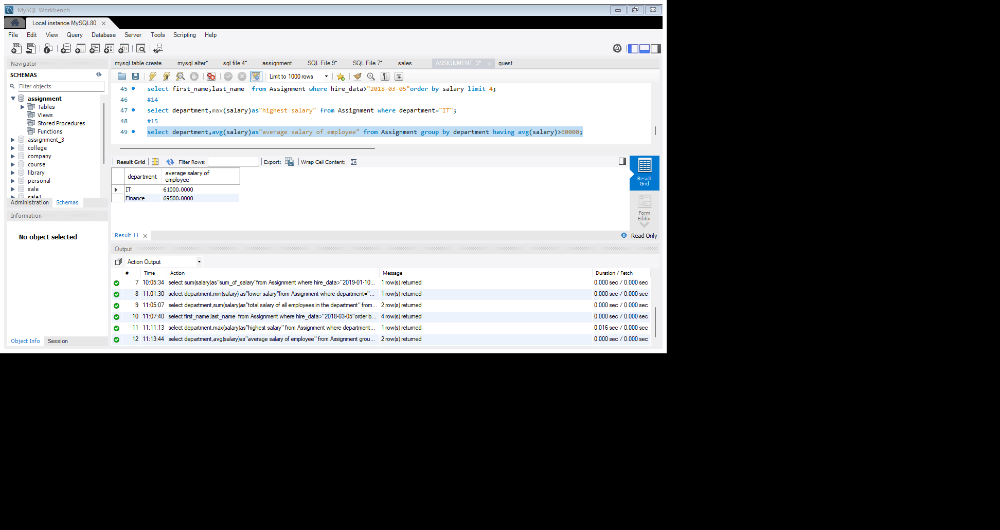 MySQL Workbench
Local instance MySQL80
File Edit View Query Database Server Tools Scripting Help
Navigator
SCHEMAS
Filter objects
assignment
Tables
Views
Stored Procedures
Functions
assignment_3
college
company
course
library
personal
sale
sale1
Administration Schemas
Information
No object selected
Object Info Session
mysql table create mysql alter* sql file 4* assignment SQL File 9* SQL File 7* sales ASSIGNMENT_3* quest
Limit to 1000 rows
45 select first_name,last_name  from Assignment where hire_data>"2018-03-05"order by salary limit 4;
46 #14
47 select department,max(salary)as"highest salary" from Assignment where department="IT";
48 #15
49 select department,avg(salary)as"average salary of employee" from Assignment group by department having avg(salary)>60000;
Result Grid Filter Rows: Export: Wrap Cell Content:
department average salary of employee
IT 61000.0000
Finance 69500.0000
Result Grid
Form Editor
Result 11
Read Only
Output
Action Output
# Time Action Message Duration / Fetch
7 10:05:34 select sum(salary)as"sum_of_salary"from Assignment where hire_data>"2019-01-10... 1 row(s) returned 0.000 sec / 0.000 sec
8 11:01:30 select department,min(salary) as"lower salary"from Assignment where department="... 1 row(s) returned 0.000 sec / 0.000 sec
9 11:05:07 select department,sum(salary)as"total salary of all employees in the department" from... 2 row(s) returned 0.000 sec / 0.000 sec
10 11:07:40 select first_name,last_name  from Assignment where hire_data>"2018-03-05"order b... 4 row(s) returned 0.000 sec / 0.000 sec
11 11:11:13 select department,max(salary)as"highest salary" from Assignment where department... 1 row(s) returned 0.016 sec / 0.000 sec
12 11:13:44 select department,avg(salary)as"average salary of employee" from Assignment grou... 2 row(s) returned 0.000 sec / 0.000 sec